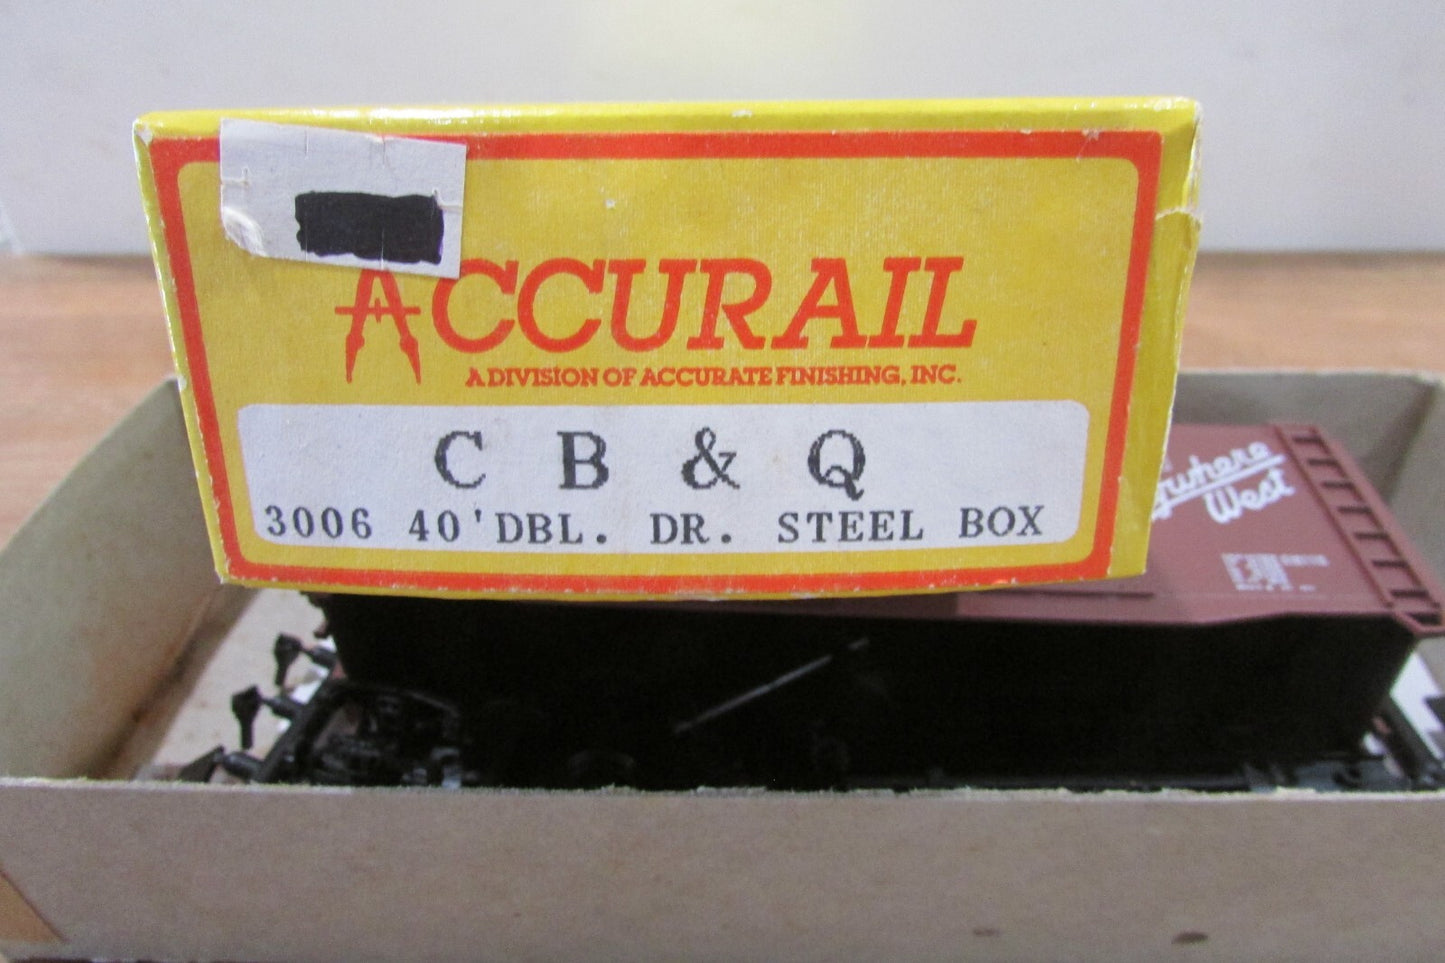 ACCURAIL
A DIVISION OF ACCURATE FINISHING, INC.
C B & Q
3006 40'DBL. DR. STEEL BOX
West